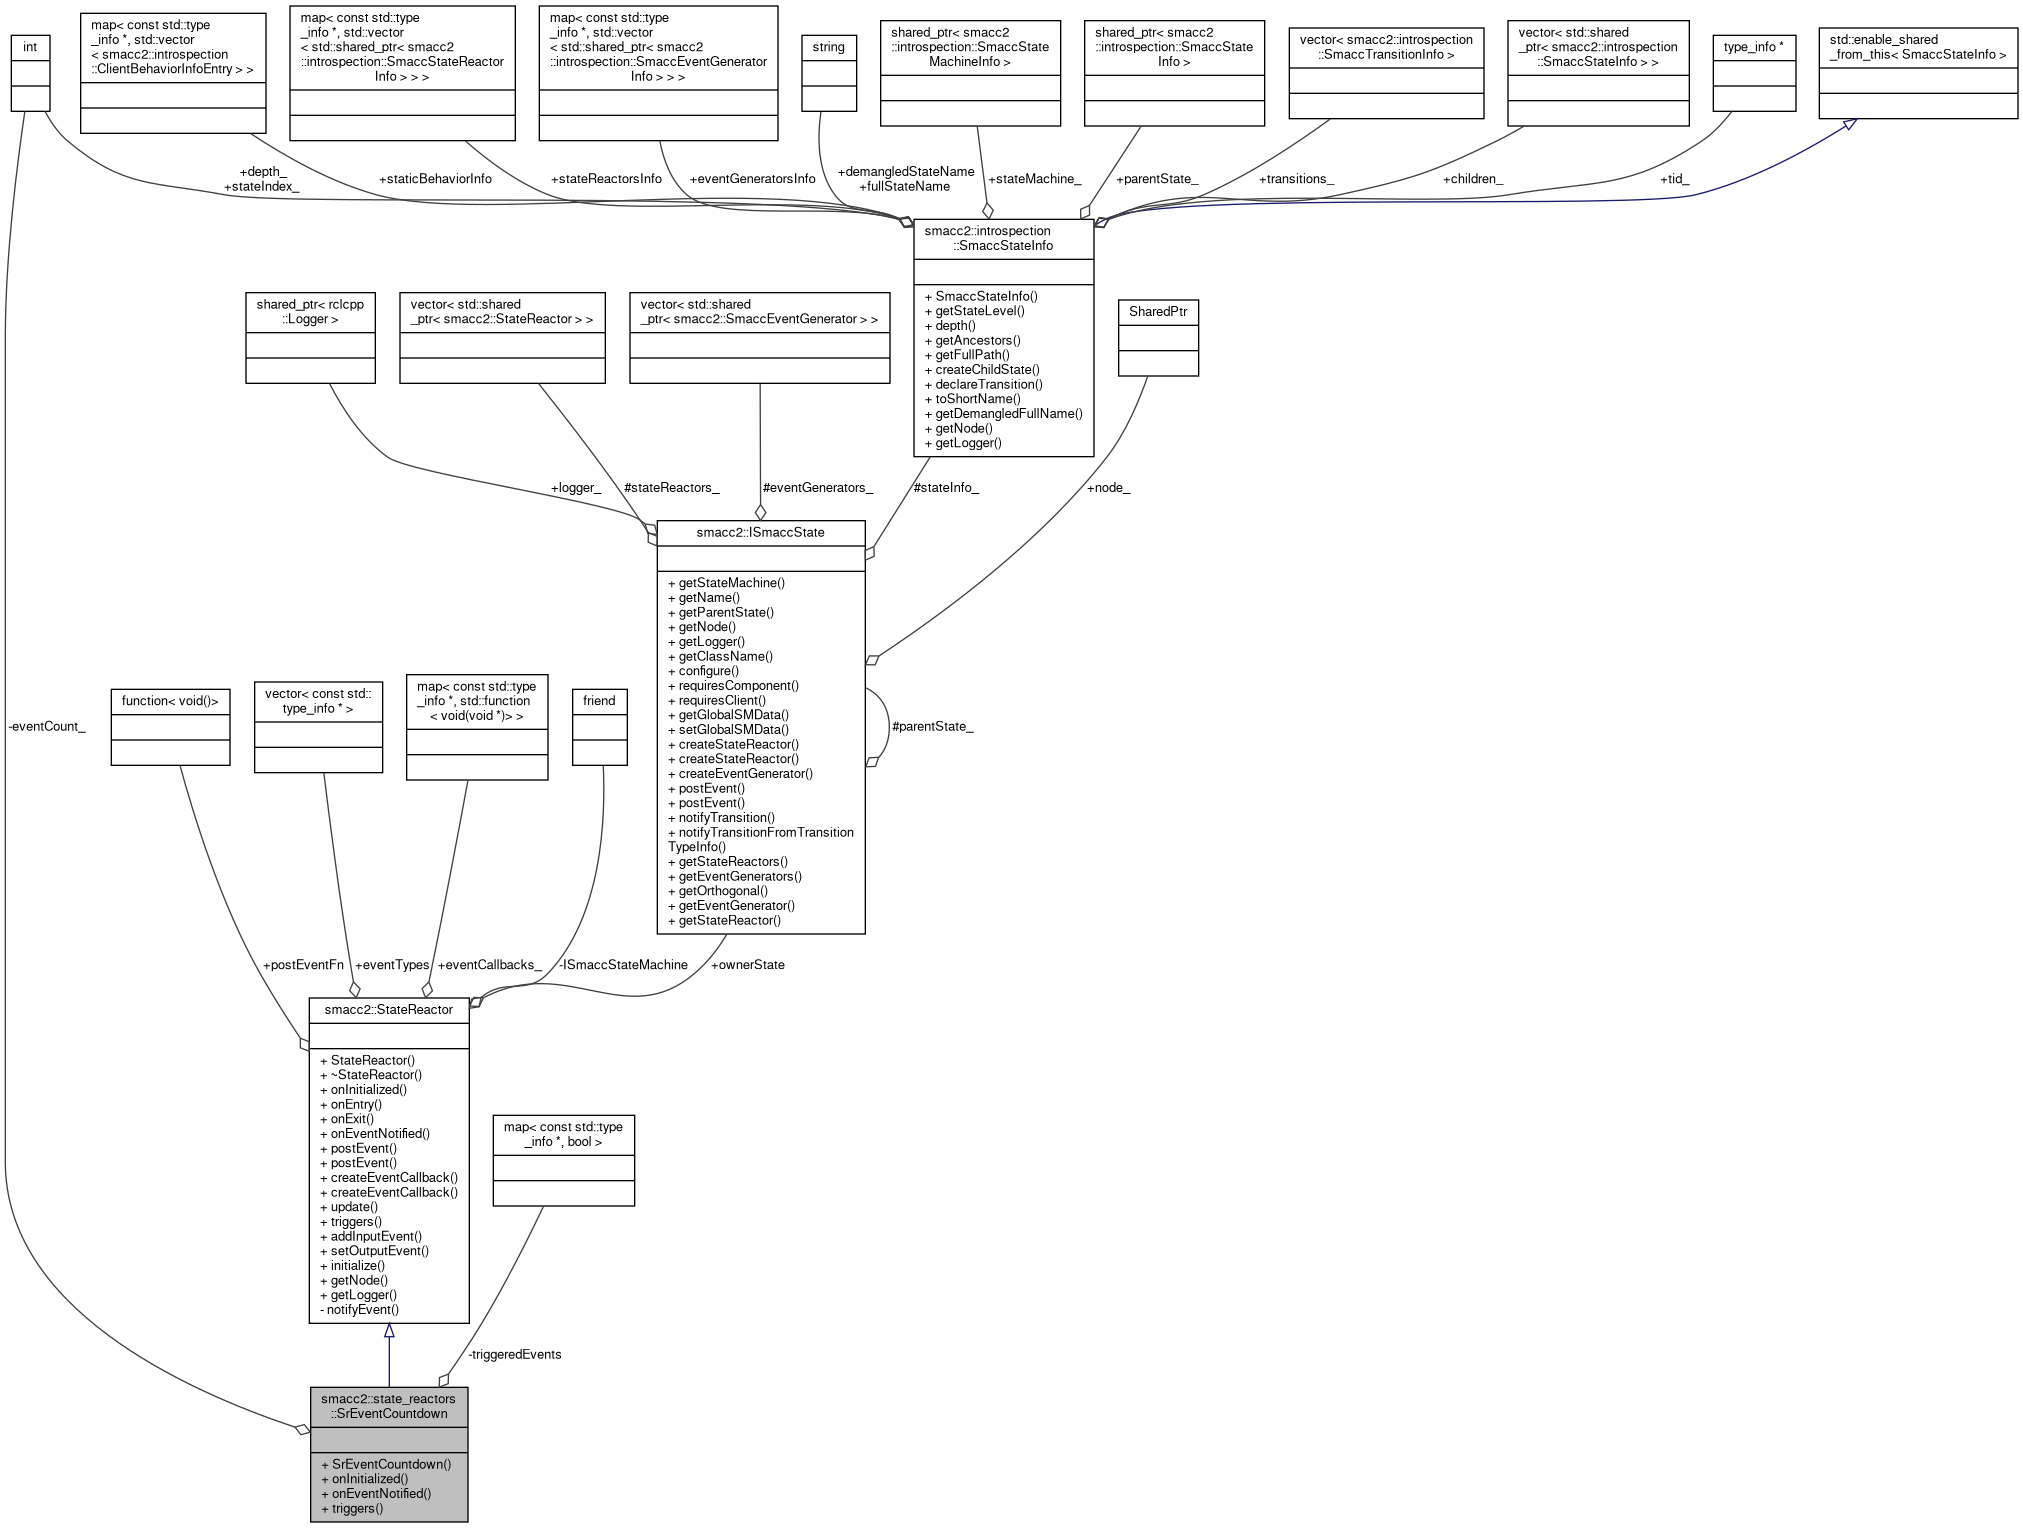 int
map< const std::type
_info *, std::vector
< smacc2::introspection
::ClientBehaviorInfoEntry > >
map< const std::type
_info *, std::vector
< std::shared_ptr< smacc2
::introspection::SmaccStateReactor
Info > > >
map< const std::type
_info *, std::vector
< std::shared_ptr< smacc2
::introspection::SmaccEventGenerator
Info > > >
string
shared_ptr< smacc2
::introspection::SmaccState
MachineInfo >
shared_ptr< smacc2
::introspection::SmaccState
Info >
vector< smacc2::introspection
::SmaccTransitionInfo >
vector< std::shared
_ptr< smacc2::introspection
::SmaccStateInfo > >
type_info *
std::enable_shared
_from_this< SmaccStateInfo >
+depth_
+stateIndex_
+staticBehaviorInfo
+stateReactorsInfo
+eventGeneratorsInfo
+demangledStateName
+fullStateName
+stateMachine_
+parentState_
+transitions_
+children_
+tid_
smacc2::introspection
::SmaccStateInfo
+ SmaccStateInfo()
+ getStateLevel()
+ depth()
+ getAncestors()
+ getFullPath()
+ createChildState()
+ declareTransition()
+ toShortName()
+ getDemangledFullName()
+ getNode()
+ getLogger()
shared_ptr< rclcpp
::Logger >
vector< std::shared
_ptr< smacc2::StateReactor > >
vector< std::shared
_ptr< smacc2::SmaccEventGenerator > >
SharedPtr
+logger_
#stateReactors_
#eventGenerators_
#stateInfo_
+node_
smacc2::ISmaccState
+ getStateMachine()
+ getName()
+ getParentState()
+ getNode()
+ getLogger()
+ getClassName()
+ configure()
+ requiresComponent()
+ requiresClient()
+ getGlobalSMData()
+ setGlobalSMData()
+ createStateReactor()
+ createStateReactor()
+ createEventGenerator()
+ postEvent()
+ postEvent()
+ notifyTransition()
+ notifyTransitionFromTransition
TypeInfo()
+ getStateReactors()
+ getEventGenerators()
+ getOrthogonal()
+ getEventGenerator()
+ getStateReactor()
#parentState_
-eventCount_
function< void()>
vector< const std::
type_info * >
map< const std::type
_info *, std::function
< void(void *)> >
friend
+postEventFn
+eventTypes
+eventCallbacks_
-ISmaccStateMachine
+ownerState
smacc2::StateReactor
+ StateReactor()
+ ~StateReactor()
+ onInitialized()
+ onEntry()
+ onExit()
+ onEventNotified()
+ postEvent()
+ postEvent()
+ createEventCallback()
+ createEventCallback()
+ update()
+ triggers()
+ addInputEvent()
+ setOutputEvent()
+ initialize()
+ getNode()
+ getLogger()
- notifyEvent()
map< const std::type
_info *, bool >
-triggeredEvents
smacc2::state_reactors
::SrEventCountdown
+ SrEventCountdown()
+ onInitialized()
+ onEventNotified()
+ triggers()